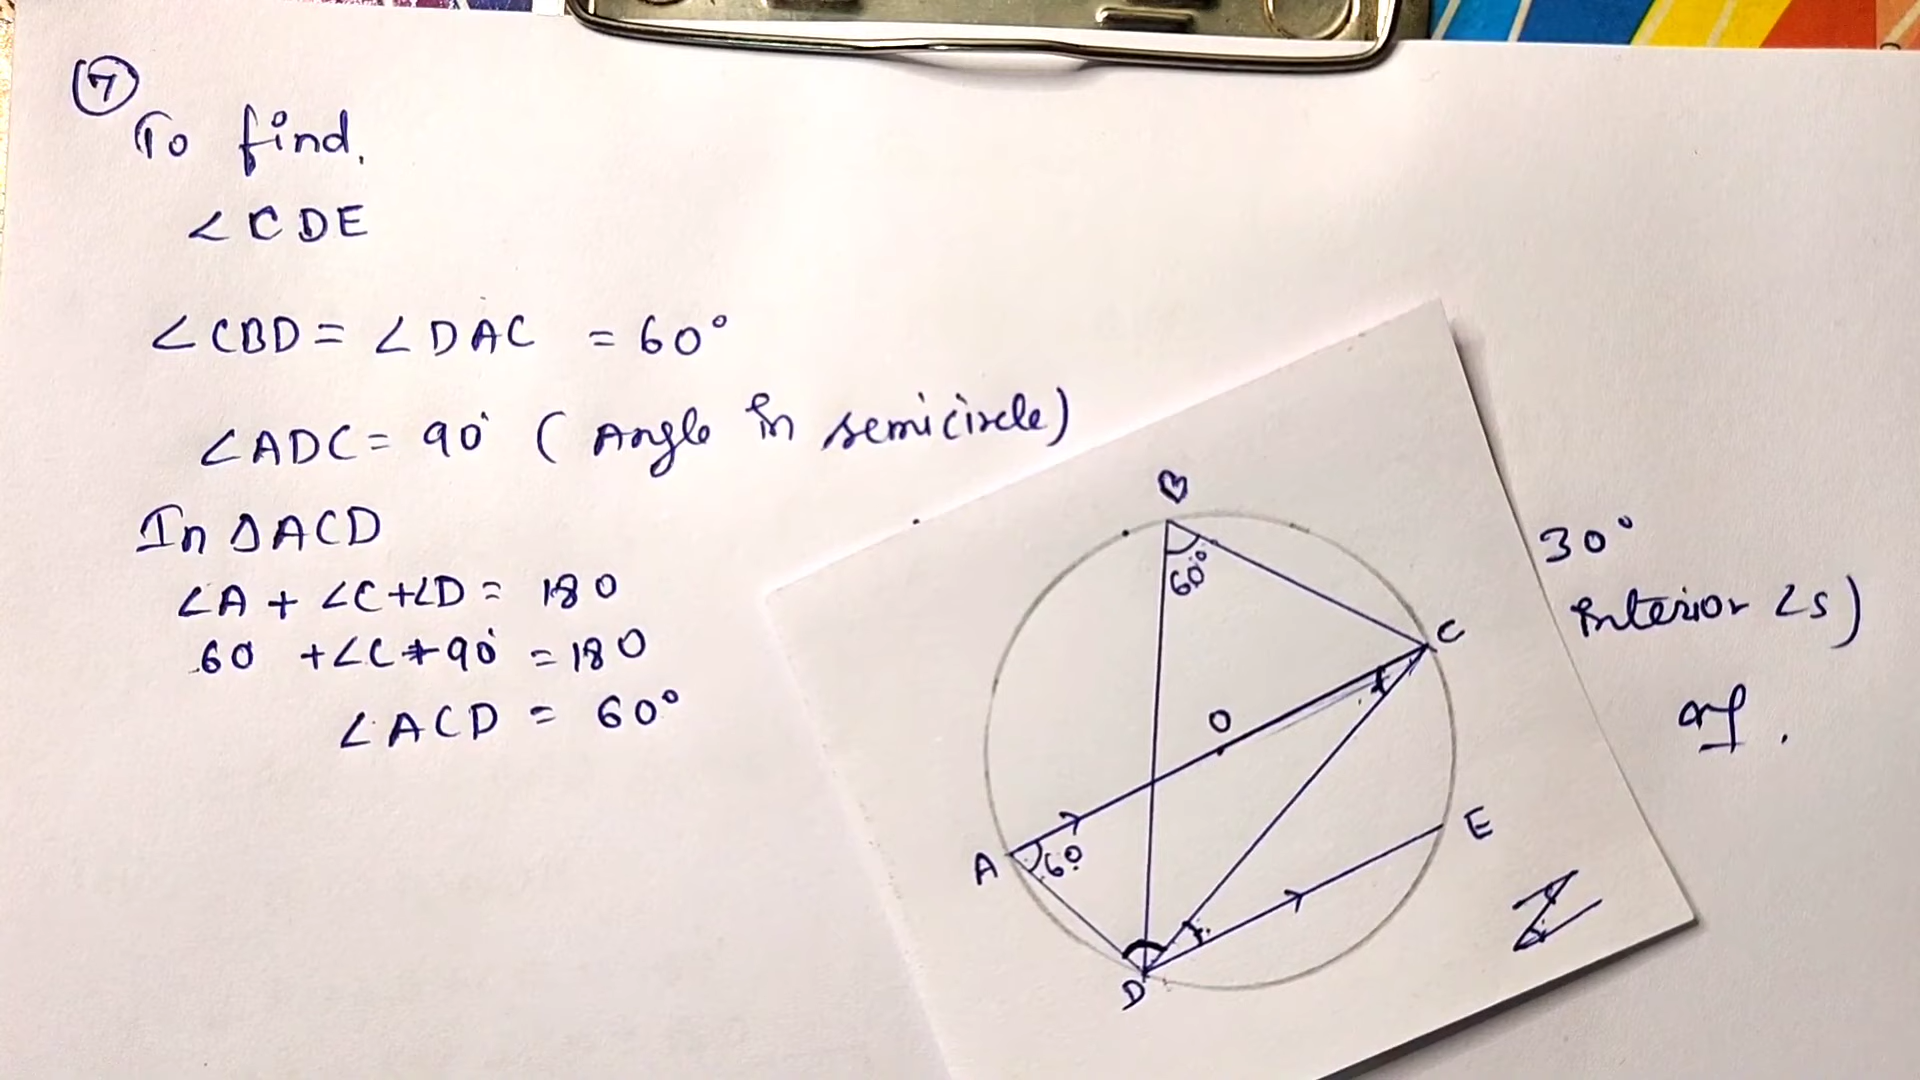 7
To find,
∠CDE
∠CBD = ∠DAC = 60°
∠ADC = 90° (Angle in semicircle)
In ΔACD
∠A + ∠C + ∠D = 180
60 + ∠C + 90° = 180
∠ACD = 60°
B
60°
C
O
A
60°
E
D
30°
interior ∠s)